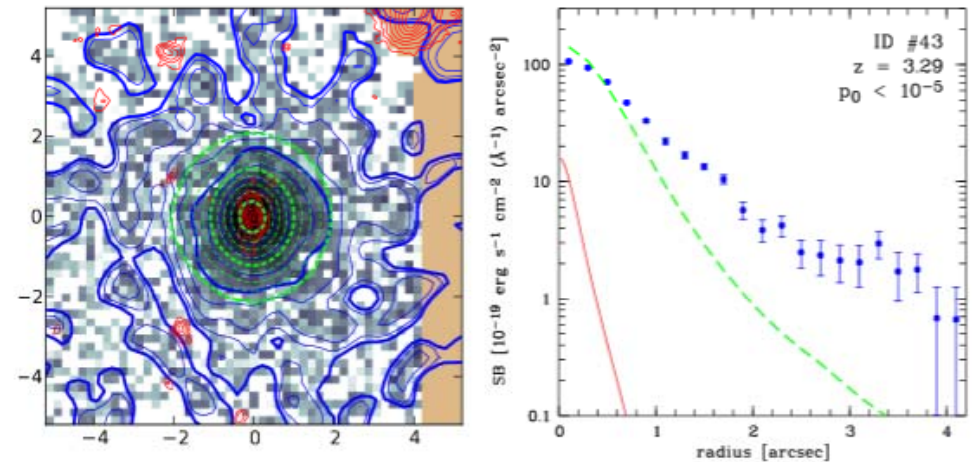 4
2
0
−2
−4
−4 −2 0 2 4
SB [10⁻¹⁹ erg s⁻¹ cm⁻² (Å⁻¹) arcsec⁻²]
100
10
1
0.1
ID #43
z = 3.29
p₀ < 10⁻⁵
0 1 2 3 4
radius [arcsec]